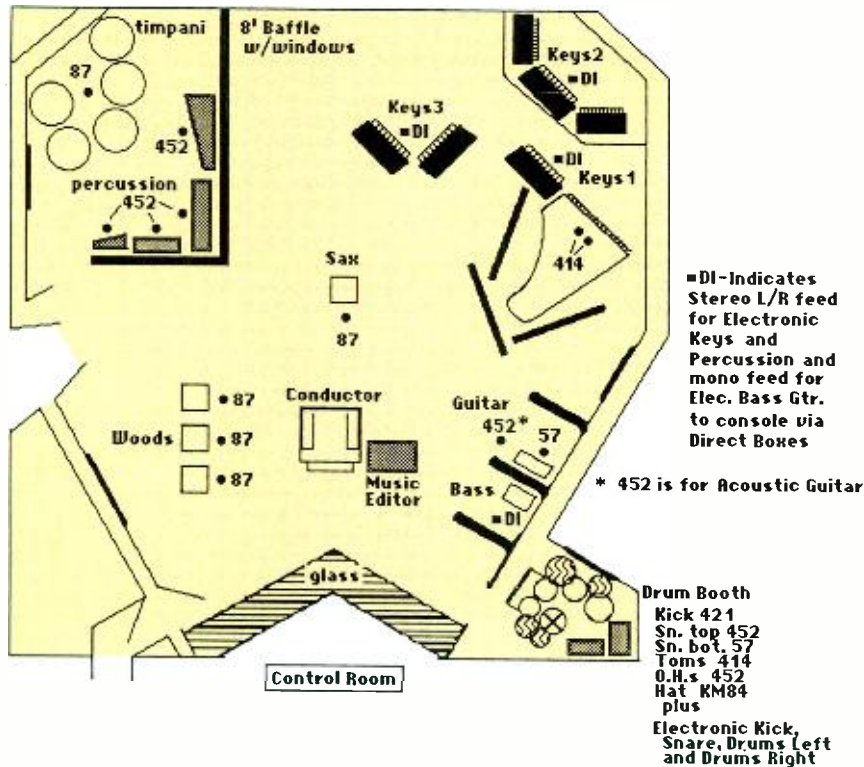 timpani
8' Baffle
w/windows
87
452
percussion
452
Keys2
■DI
Keys3
■DI
■DI
Keys1
414
Sax
87
■DI-Indicates
Stereo L/R feed
for Electronic
Keys and
Percussion and
mono feed for
Elec. Bass Gtr.
to console via
Direct Boxes
* 452 is for Acoustic Guitar
87
Woods 87
87
Conductor
Music
Editor
Guitar
452*
57
Bass
■DI
glass
Control Room
Drum Booth
Kick 421
Sn. top 452
Sn. bot. 57
Toms 414
O.H.s 452
Hat KM84
plus
Electronic Kick,
Snare, Drums Left
and Drums Right